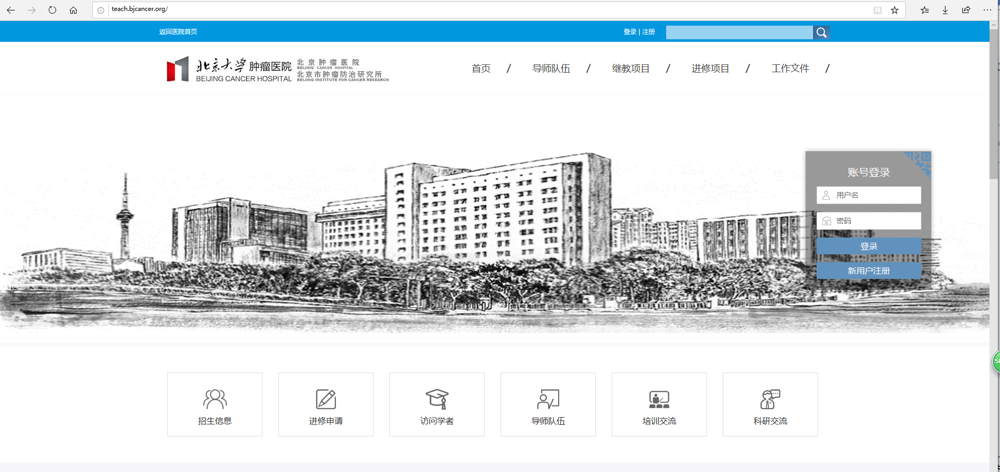 teach.bjcancer.org/
返回医院首页
登录 | 注册
北京大学 肿瘤医院
BEIJING CANCER HOSPITAL
北京肿瘤医院
BEIJING CANCER HOSPITAL
北京市肿瘤防治研究所
BEIJING INSTITUTE FOR CANCER RESEARCH
首页 / 导师队伍 / 继教项目 / 进修项目 / 工作文件 /
账号登录
用户名
密码
登录
新用户注册
招生信息 进修申请 访问学者 导师队伍 培训交流 科研交流